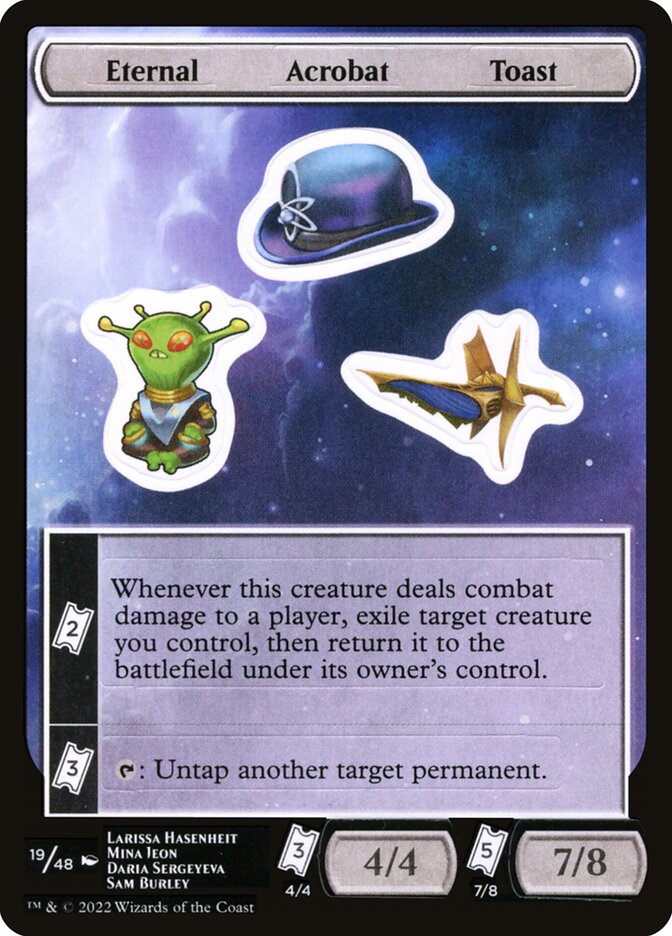 Eternal Acrobat Toast
2
Whenever this creature deals combat
damage to a player, exile target creature
you control, then return it to the
battlefield under its owner's control.
3
: Untap another target permanent.
19/48
Larissa Hasenheit
Mina Jeon
Daria Sergeyeva
Sam Burley
™ & © 2022 Wizards of the Coast
3
4/4
4/4
5
7/8
7/8